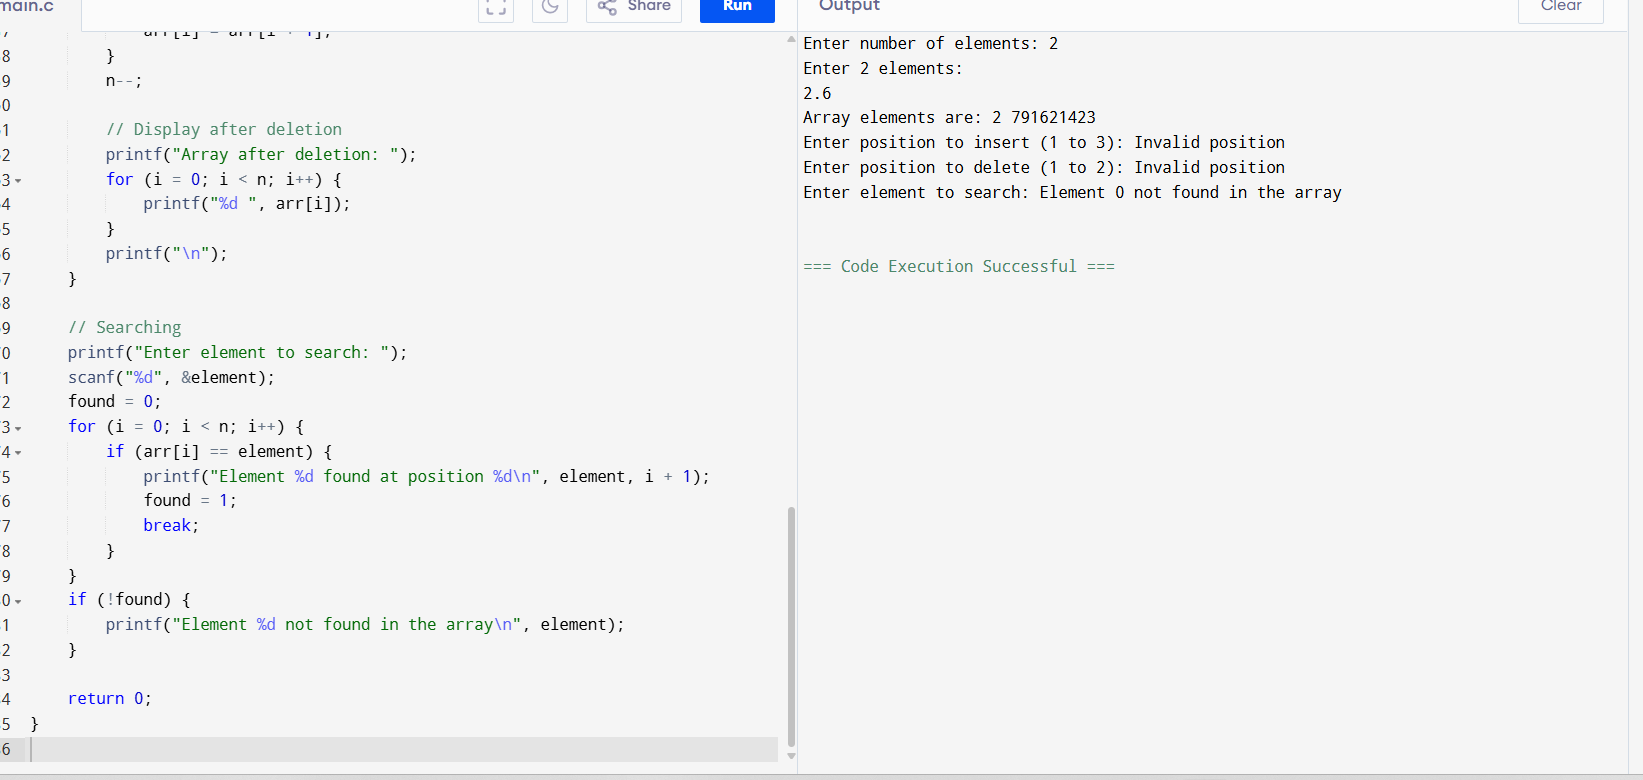 main.c
Share
Run
Output
Clear
arr[i] = arr[i + 1];
8 }
9 n--;
0
1 // Display after deletion
2 printf("Array after deletion: ");
3 for (i = 0; i < n; i++) {
4 printf("%d ", arr[i]);
5 }
6 printf("\n");
7 }
8
9 // Searching
0 printf("Enter element to search: ");
1 scanf("%d", &element);
2 found = 0;
3 for (i = 0; i < n; i++) {
4 if (arr[i] == element) {
5 printf("Element %d found at position %d\n", element, i + 1);
6 found = 1;
7 break;
8 }
9 }
0 if (!found) {
1 printf("Element %d not found in the array\n", element);
2 }
3
4 return 0;
5 }
6
Enter number of elements: 2
Enter 2 elements:
2.6
Array elements are: 2 791621423
Enter position to insert (1 to 3): Invalid position
Enter position to delete (1 to 2): Invalid position
Enter element to search: Element 0 not found in the array
=== Code Execution Successful ===